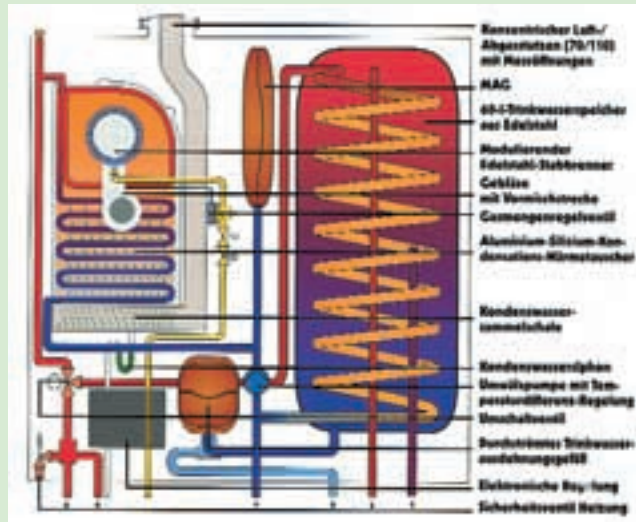 Konzentrischer Luft-/
Abgasstutzen (70/110)
mit Messöffnungen
MAG
60-l-Trinkwasserspeicher
aus Edelstahl
Modulierender
Edelstahl-Stabbrenner
Gebläse
mit Vormischstrecke
Gasmengenregelventil
Aluminium-Silizium-Kon-
densations-Wärmetauscher
Kondenswasser-
sammelschale
Kondenswassersiphon
Umwälzpumpe mit Tem-
peraturdifferenz-Regelung
Umschaltventil
Durchströmtes Trinkwasser-
ausdehnungsgefäß
Elektronische Regelung
Sicherheitsventil Heizung